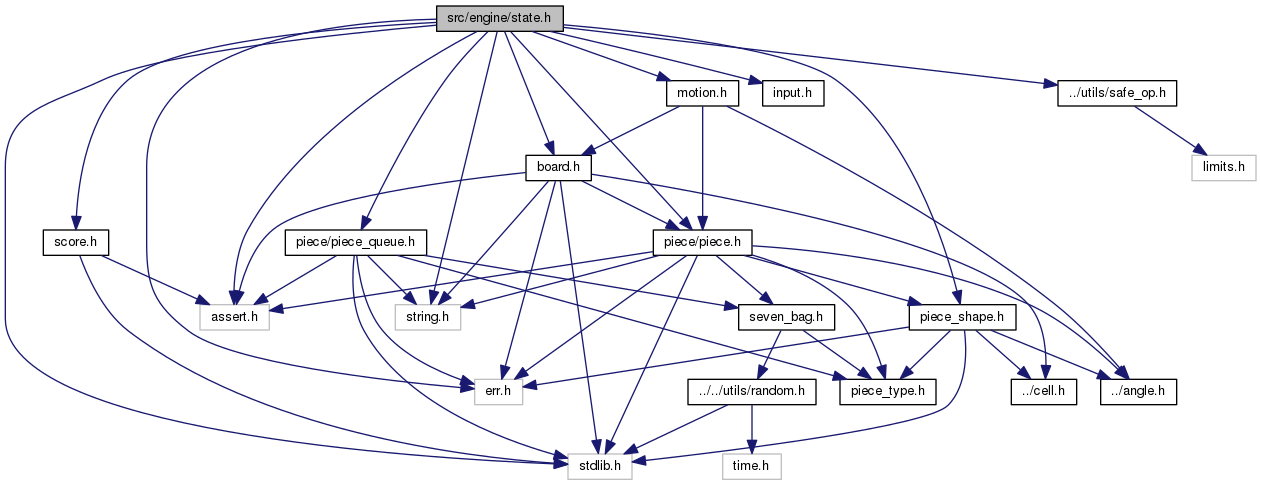 src/engine/state.h
motion.h
input.h
../utils/safe_op.h
board.h
limits.h
score.h
piece/piece_queue.h
piece/piece.h
assert.h
string.h
seven_bag.h
piece_shape.h
err.h
../../utils/random.h
piece_type.h
../cell.h
../angle.h
stdlib.h
time.h